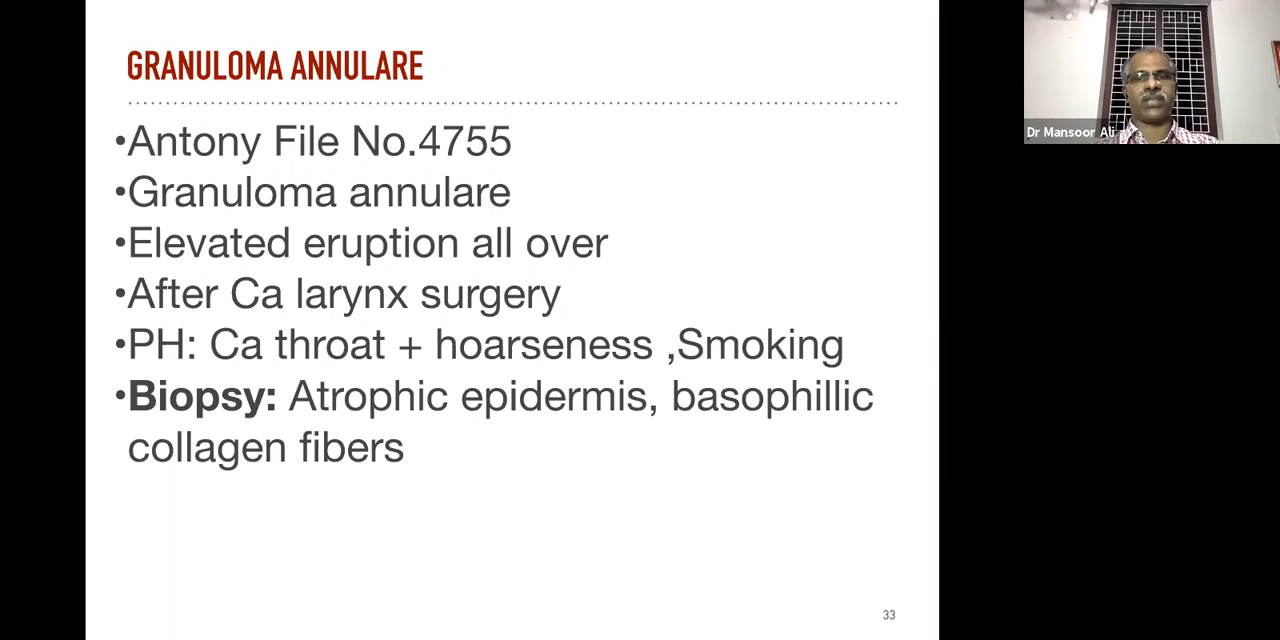 GRANULOMA ANNULARE
•Antony File No.4755
•Granuloma annulare
•Elevated eruption all over
•After Ca larynx surgery
•PH: Ca throat + hoarseness ,Smoking
•Biopsy: Atrophic epidermis, basophillic
collagen fibers
33
Dr Mansoor Ali